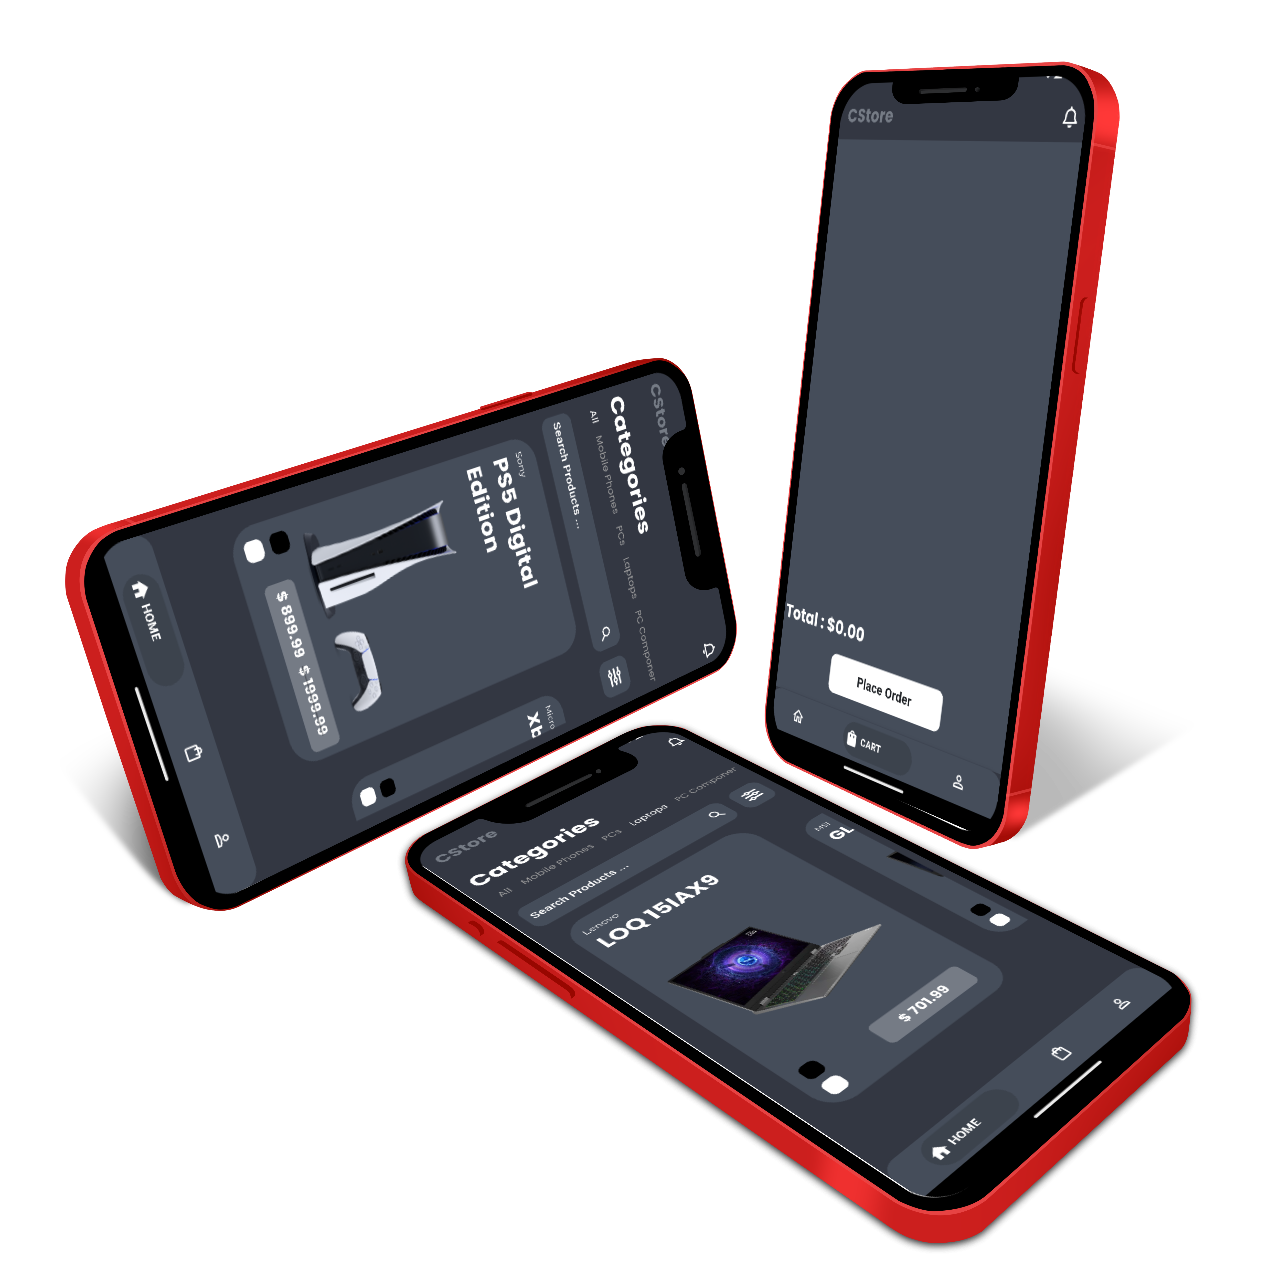 CStore
Categories
All Mobile Phones PCs Laptops PC Componer
Search Products ...
Sony
PS5 Digital
Edition
$ 899.99 $ 1999.99
Micro
Xb
HOME
CStore
Total : $0.00
Place Order
CART
CStore
Categories
All Mobile Phones PCs Laptops PC Componer
Search Products ...
Lenovo
LOQ 15IAX9
$ 701.99
MSI
GL
HOME